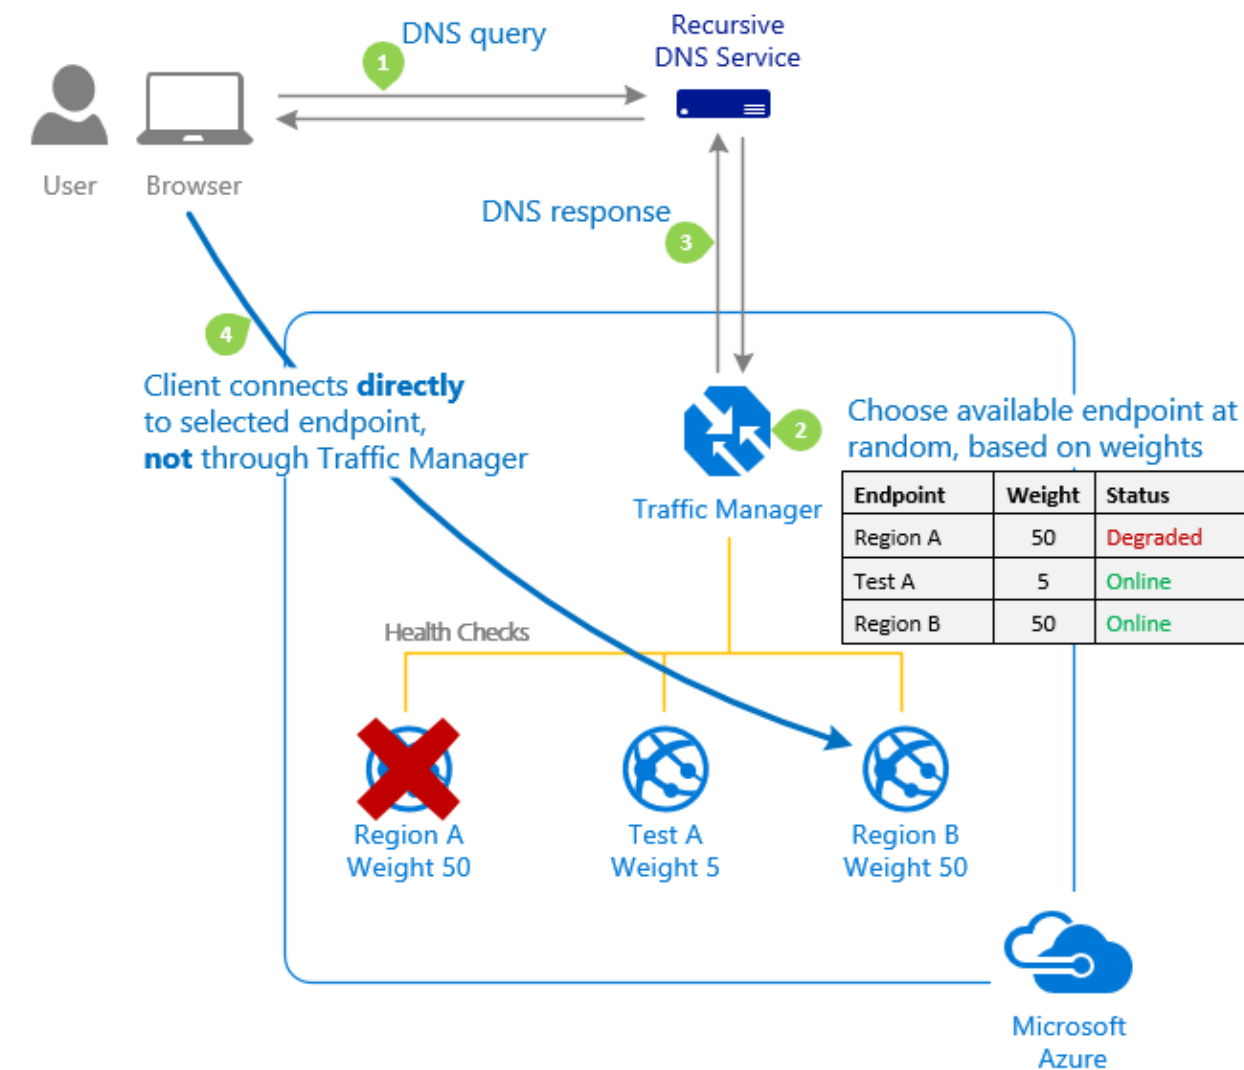 DNS query
1
Recursive
DNS Service
User
Browser
DNS response
3
4
Client connects directly
to selected endpoint,
not through Traffic Manager
2
Choose available endpoint at
random, based on weights
Traffic Manager
Endpoint Weight Status
Region A 50 Degraded
Test A 5 Online
Region B 50 Online
Health Checks
Region A
Weight 50
Test A
Weight 5
Region B
Weight 50
Microsoft
Azure